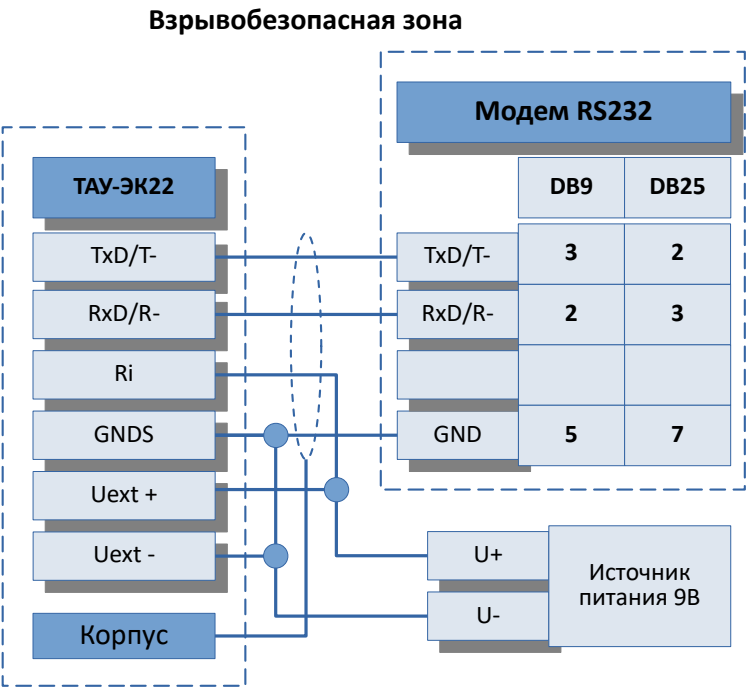 Взрывобезопасная зона
Модем RS232
ТАУ-ЭК22
DB9 DB25
TxD/T- TxD/T- 3 2
RxD/R- RxD/R- 2 3
Ri
GNDS GND 5 7
Uext +
Uext - U+
Источник
питания 9В
U-
Корпус